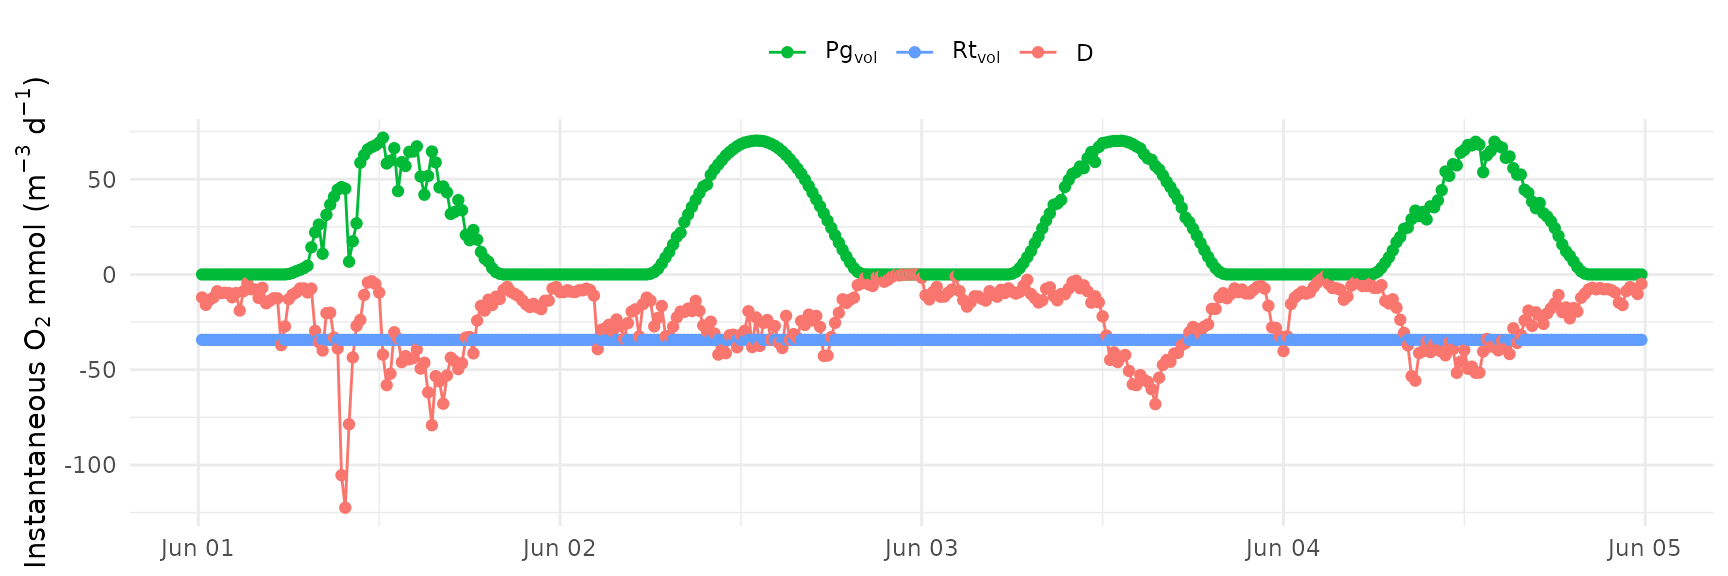 Pgvol Rtvol D
Instantaneous O2 mmol (m−3 d−1)
50
0
-50
-100
Jun 01 Jun 02 Jun 03 Jun 04 Jun 05